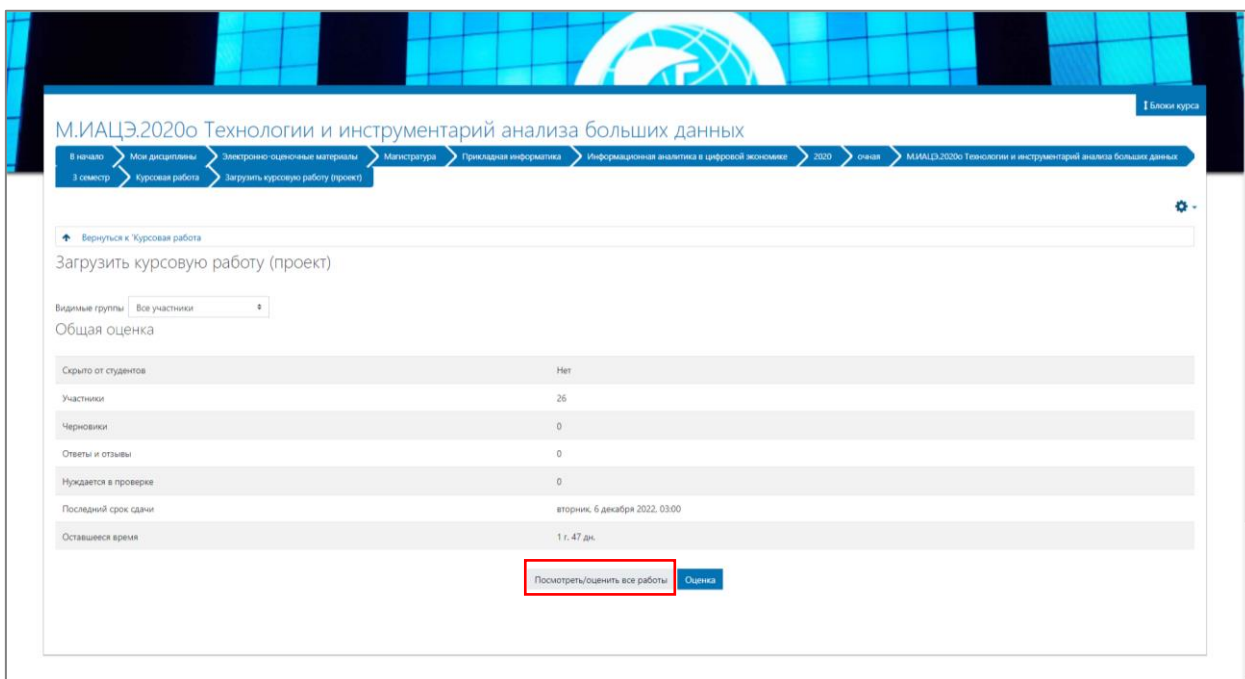 Блоки курса
М.ИАЦЭ.2020о Технологии и инструментарий анализа больших данных
В начало Мои дисциплины Электронно-оценочные материалы Магистратура Прикладная информатика Информационная аналитика в цифровой экономике 2020 очная М.ИАЦЭ.2020о Технологии и инструментарий анализа больших данных
3 семестр Курсовая работа Загрузить курсовую работу (проект)
Вернуться к 'Курсовая работа
Загрузить курсовую работу (проект)
Видимые группы Все участники
Общая оценка
Скрыто от студентов Нет
Участники 26
Черновики 0
Ответы и отзывы 0
Нуждается в проверке 0
Последний срок сдачи вторник, 6 декабря 2022, 03:00
Оставшееся время 1 г. 47 дн.
Посмотреть/оценить все работы Оценка